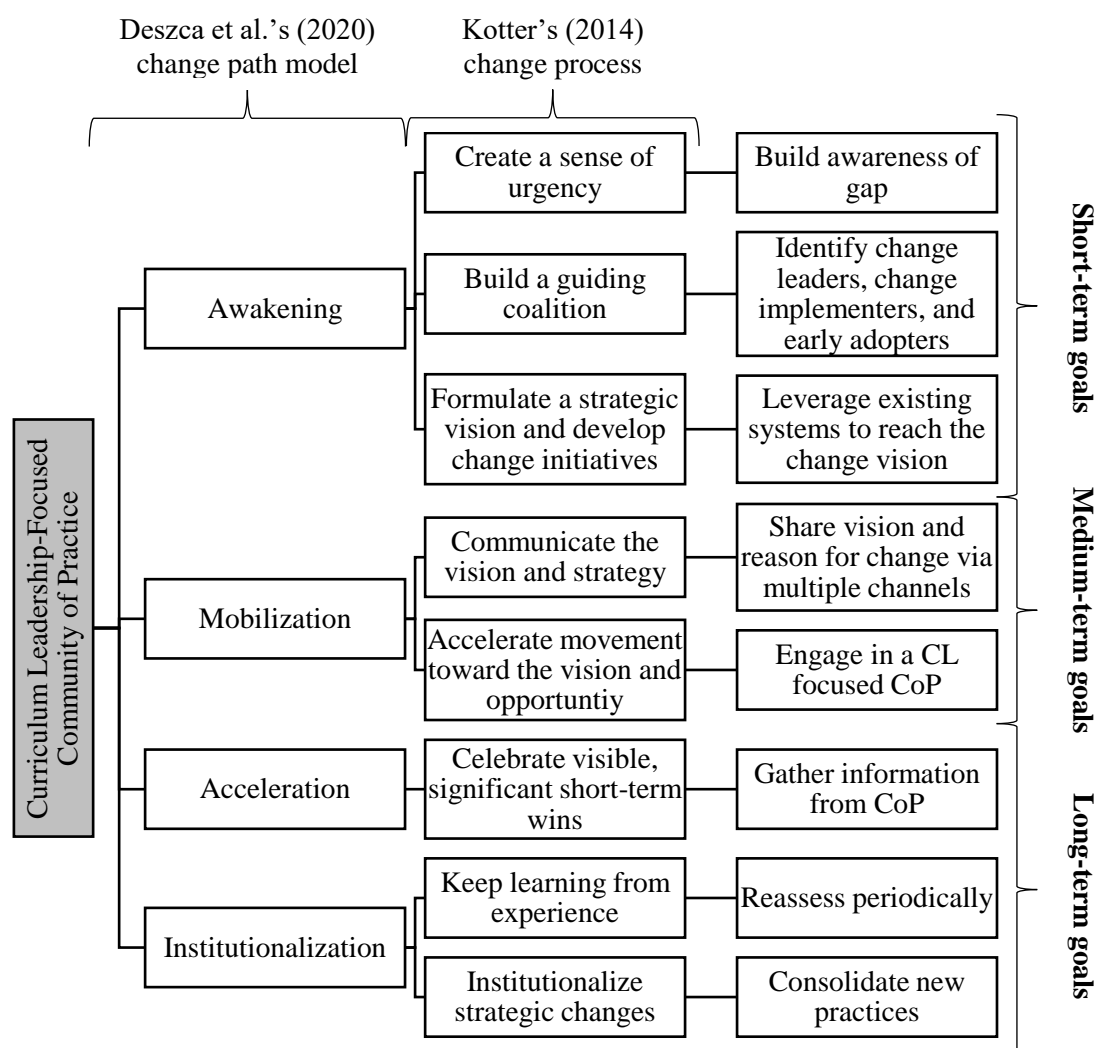 Deszca et al.'s (2020)
change path model
Kotter's (2014)
change process
Curriculum Leadership-Focused
Community of Practice
Awakening
Create a sense of
urgency
Build awareness of
gap
Build a guiding
coalition
Identify change
leaders, change
implementers, and
early adopters
Formulate a strategic
vision and develop
change initiatives
Leverage existing
systems to reach the
change vision
Short-term goals
Mobilization
Communicate the
vision and strategy
Share vision and
reason for change via
multiple channels
Accelerate movement
toward the vision and
opportuntiy
Engage in a CL
focused CoP
Medium-term goals
Acceleration
Celebrate visible,
significant short-term
wins
Gather information
from CoP
Institutionalization
Keep learning from
experience
Reassess periodically
Institutionalize
strategic changes
Consolidate new
practices
Long-term goals